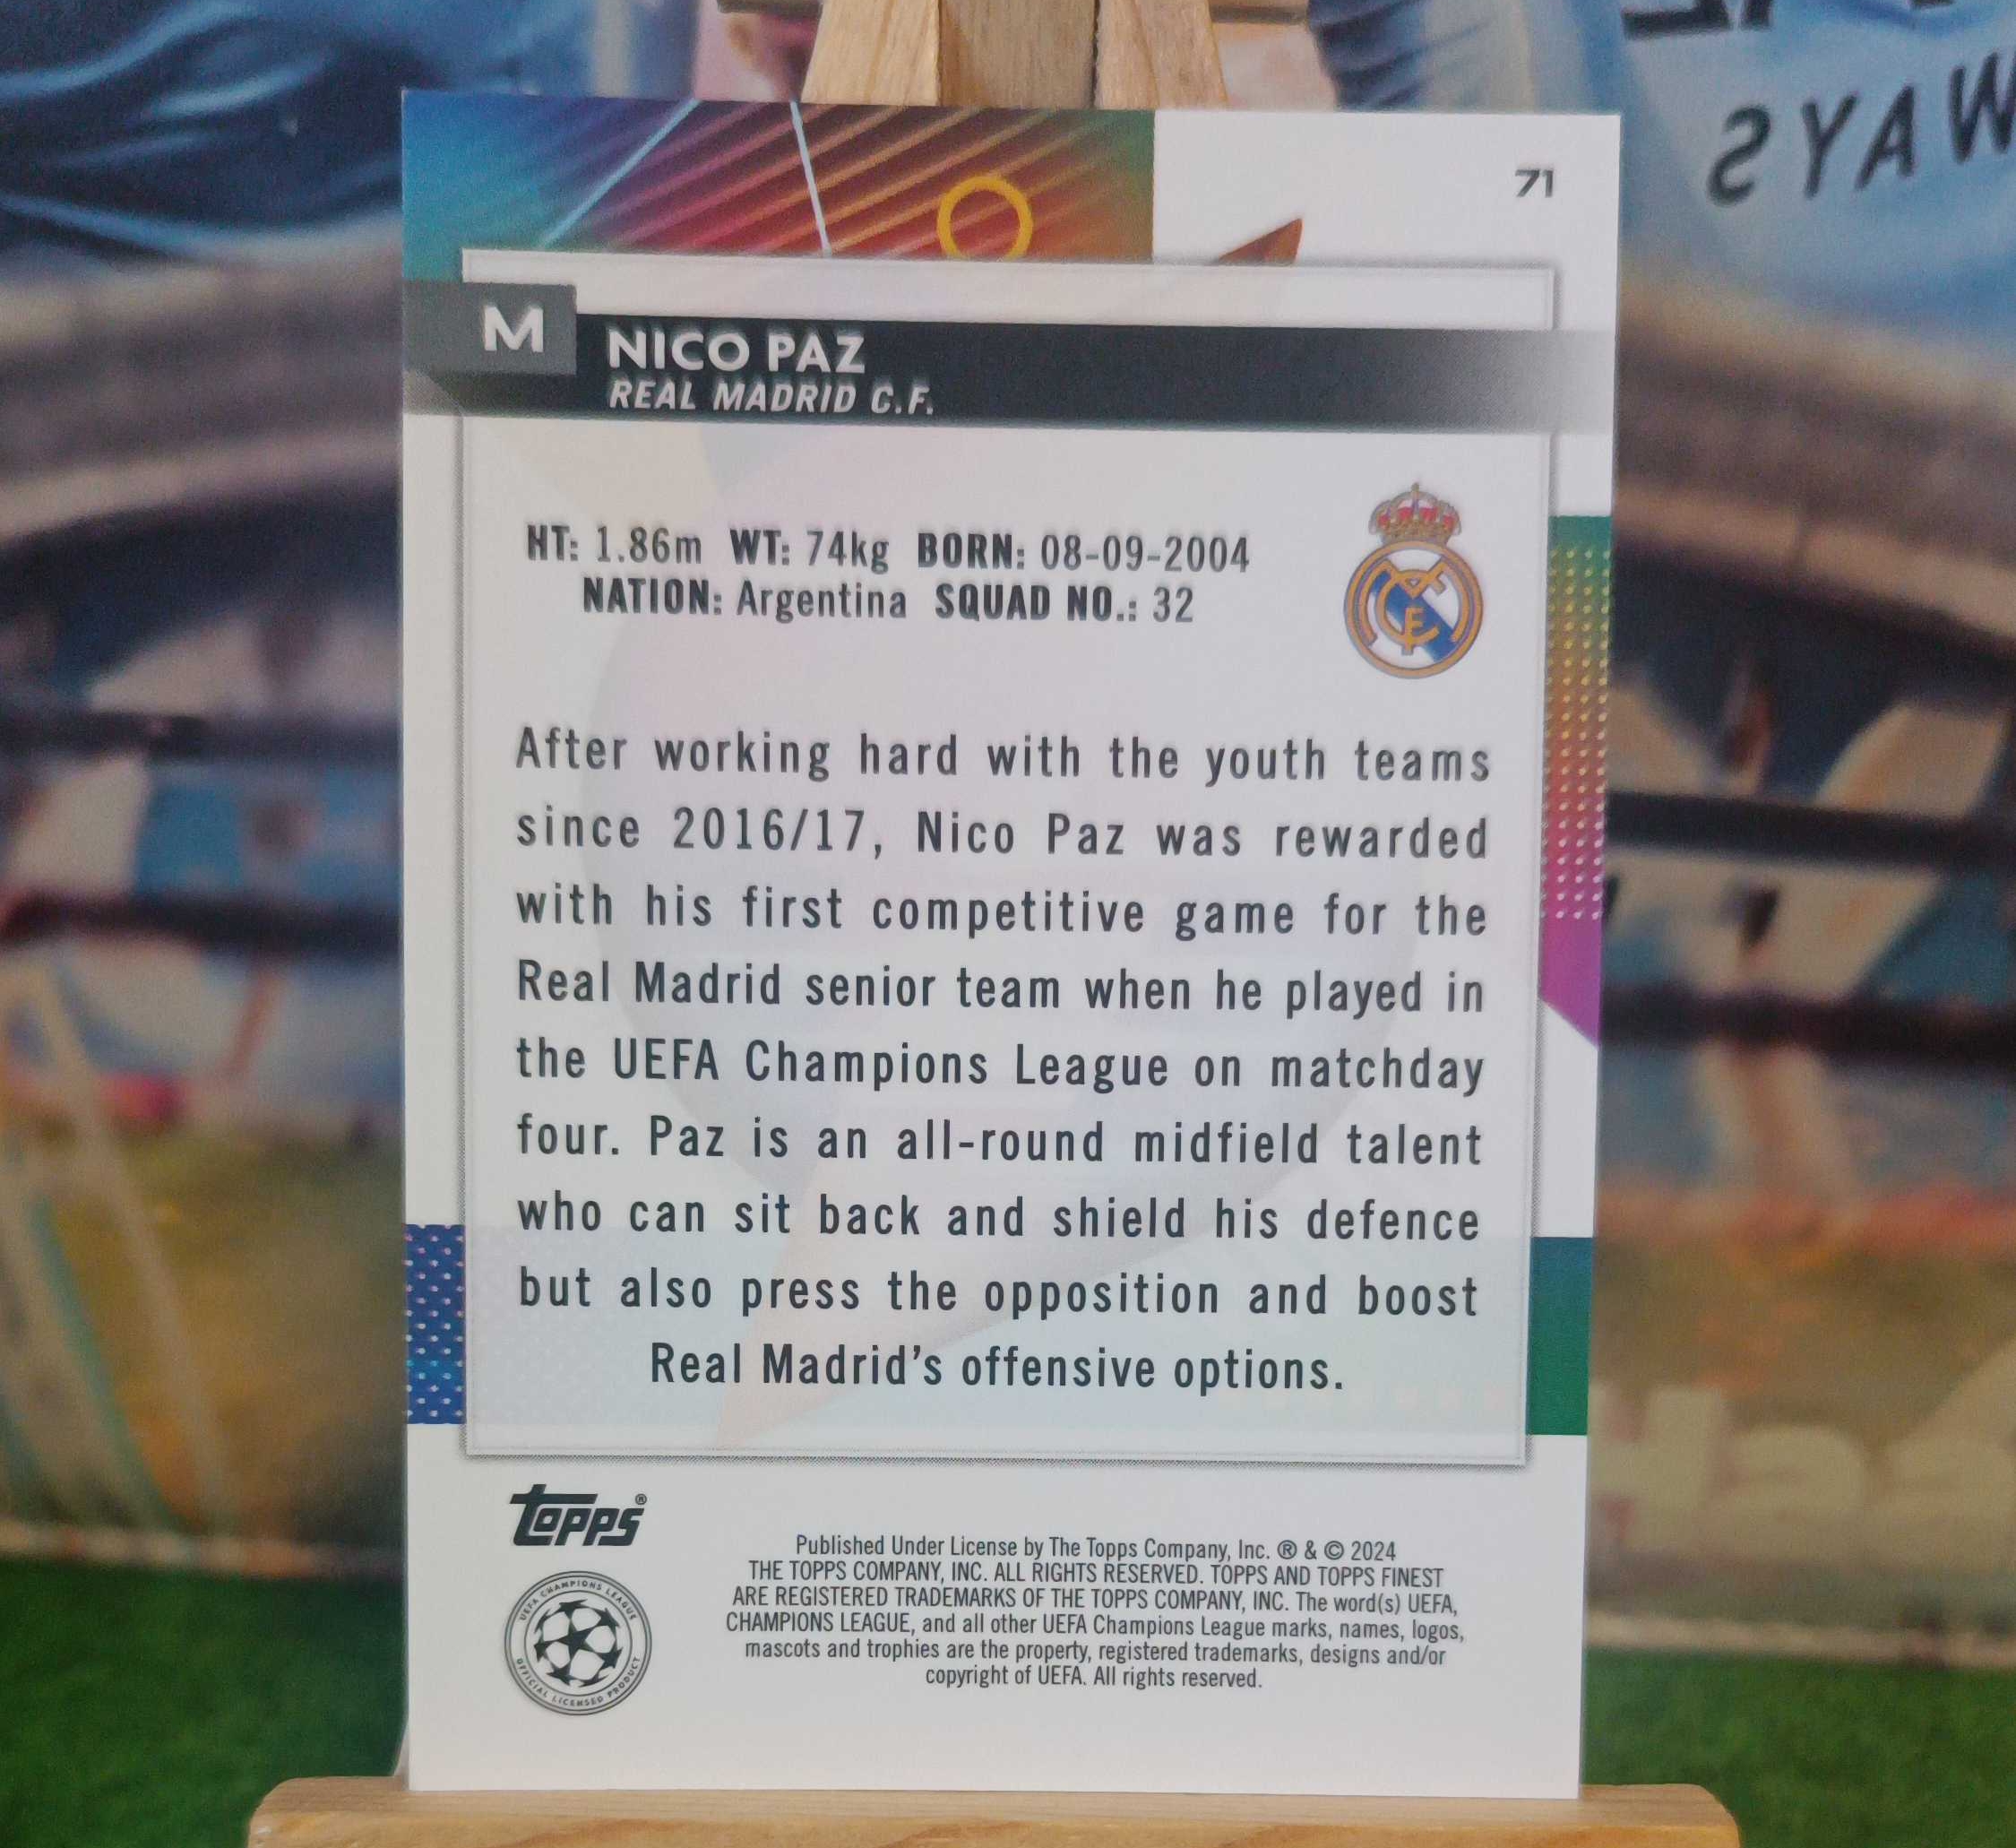 WAYS
71
M
NICO PAZ
REAL MADRID C.F.
HT: 1.86m WT: 74kg BORN: 08-09-2004
NATION: Argentina SQUAD NO.: 32
After working hard with the youth teams
since 2016/17, Nico Paz was rewarded
with his first competitive game for the
Real Madrid senior team when he played in
the UEFA Champions League on matchday
four. Paz is an all-round midfield talent
who can sit back and shield his defence
but also press the opposition and boost
Real Madrid's offensive options.
TOPPS®
UEFA CHAMPIONS LEAGUE
OFFICIAL LICENSED PRODUCT
Published Under License by The Topps Company, Inc. ® & © 2024
THE TOPPS COMPANY, INC. ALL RIGHTS RESERVED. TOPPS AND TOPPS FINEST
ARE REGISTERED TRADEMARKS OF THE TOPPS COMPANY, INC. The word(s) UEFA,
CHAMPIONS LEAGUE, and all other UEFA Champions League marks, names, logos,
mascots and trophies are the property, registered trademarks, designs and/or
copyright of UEFA. All rights reserved.